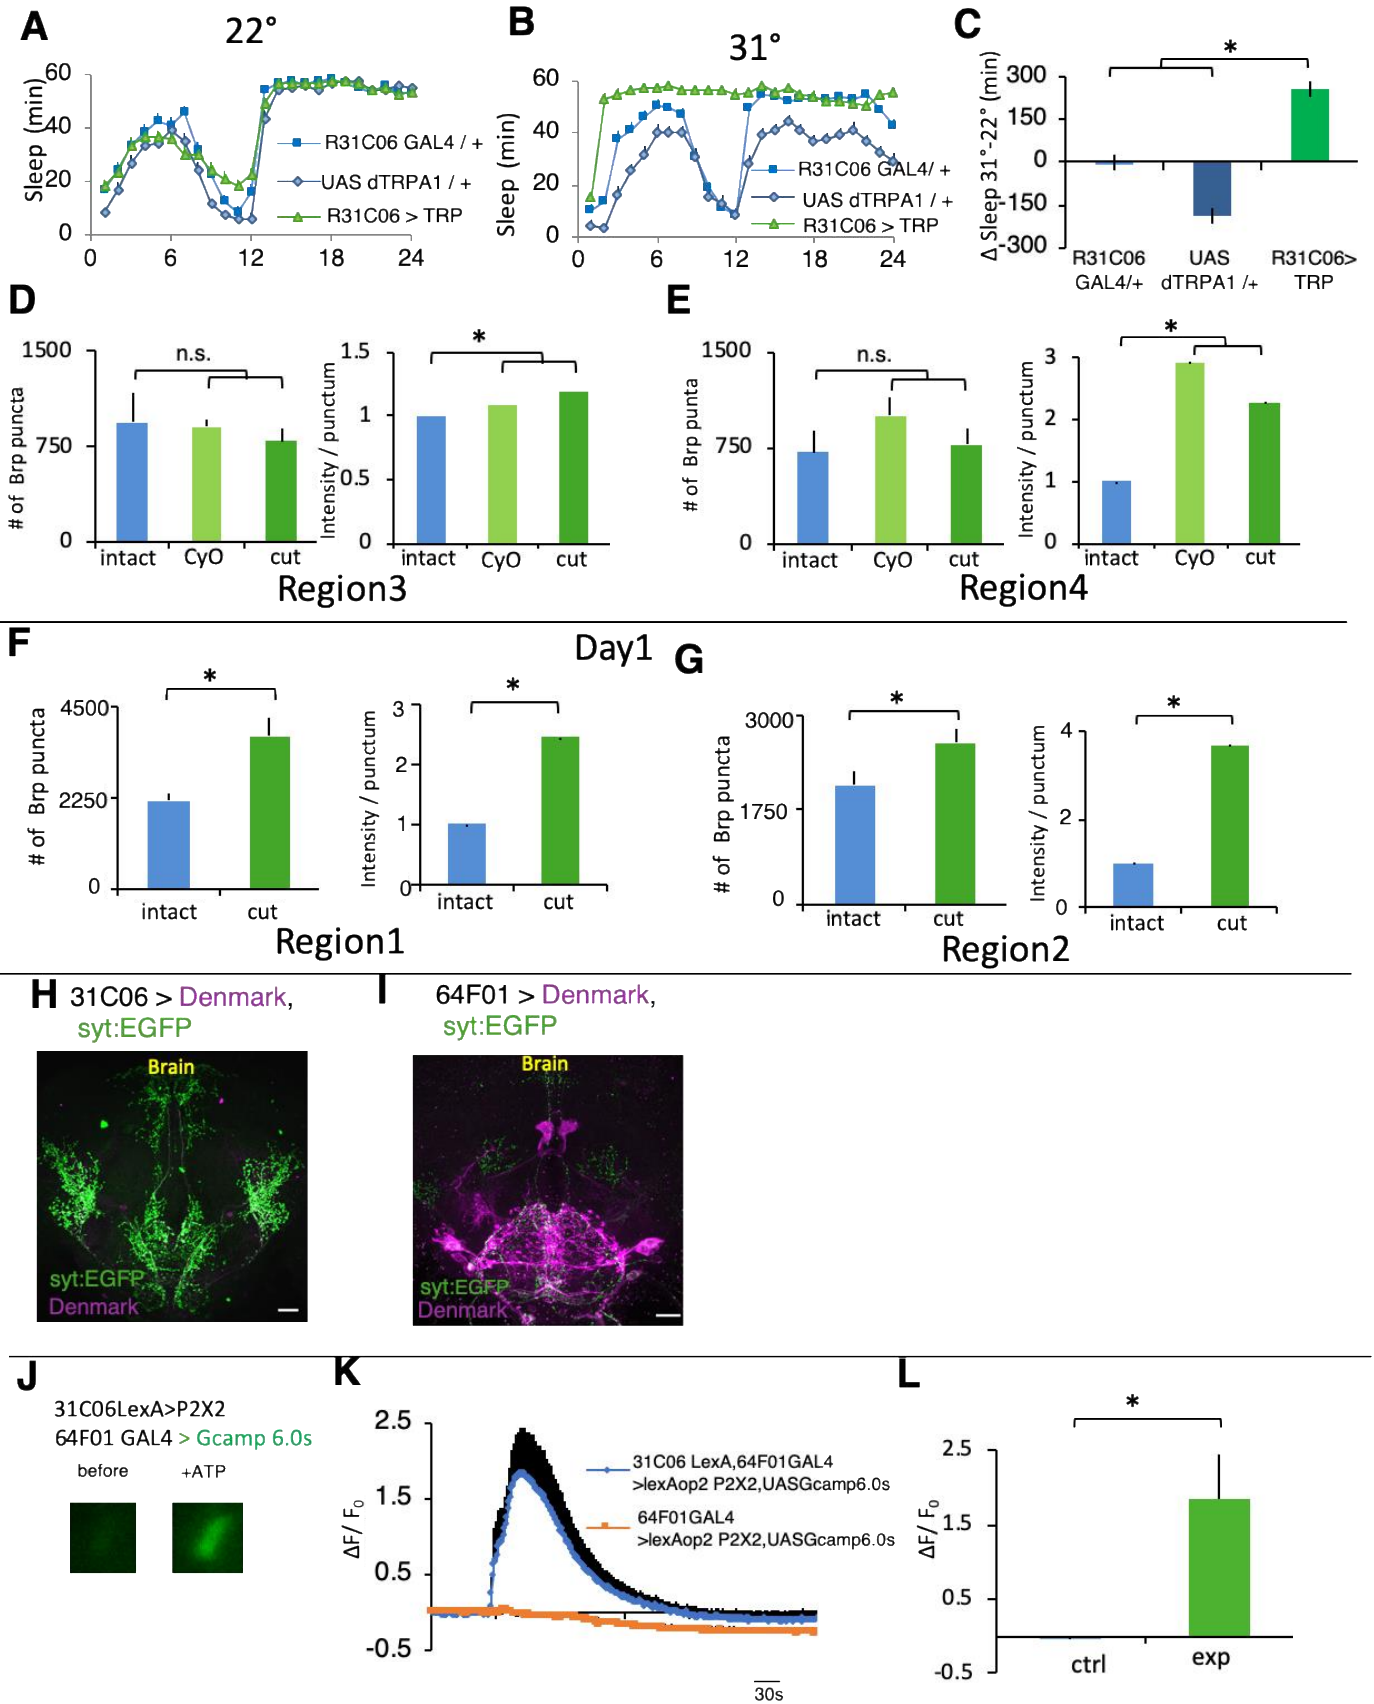 A
22°
Sleep (min)
60
40
20
0
0 6 12 18 24
R31C06 GAL4 / +
UAS dTRPA1 / +
R31C06 > TRP
B
31°
Sleep (min)
60
40
20
0
0 6 12 18 24
R31C06 GAL4/ +
UAS dTRPA1 / +
R31C06 > TRP
C
*
Δ Sleep 31°-22° (min)
300
150
0
-150
-300
R31C06 GAL4/+
UAS dTRPA1 /+
R31C06> TRP
D
# of Brp puncta
1500
750
0
n.s.
intact CyO cut
Intensity / punctum
1.5
1
0.5
0
*
intact CyO cut
Region3
E
# of Brp punta
1500
750
0
n.s.
intact CyO cut
Intensity / punctum
3
2
1
0
*
intact CyO cut
Region4
Day1
F
# of Brp puncta
4500
2250
0
*
intact cut
Intensity / punctum
3
2
1
0
*
intact cut
Region1
G
# of Brp puncta
3000
1750
0
*
intact cut
Intensity / punctum
4
2
0
*
intact cut
Region2
H
31C06 > Denmark,
syt:EGFP
Brain
syt:EGFP
Denmark
I
64F01 > Denmark,
syt:EGFP
Brain
syt:EGFP
Denmark
J
31C06LexA>P2X2
64F01 GAL4 > Gcamp 6.0s
before +ATP
K
ΔF/ F0
2.5
1.5
0.5
-0.5
31C06 LexA,64F01GAL4
>lexAop2 P2X2,UASGcamp6.0s
64F01GAL4
>lexAop2 P2X2,UASGcamp6.0s
30s
L
ΔF/ F0
2.5
1.5
0.5
-0.5
*
ctrl exp